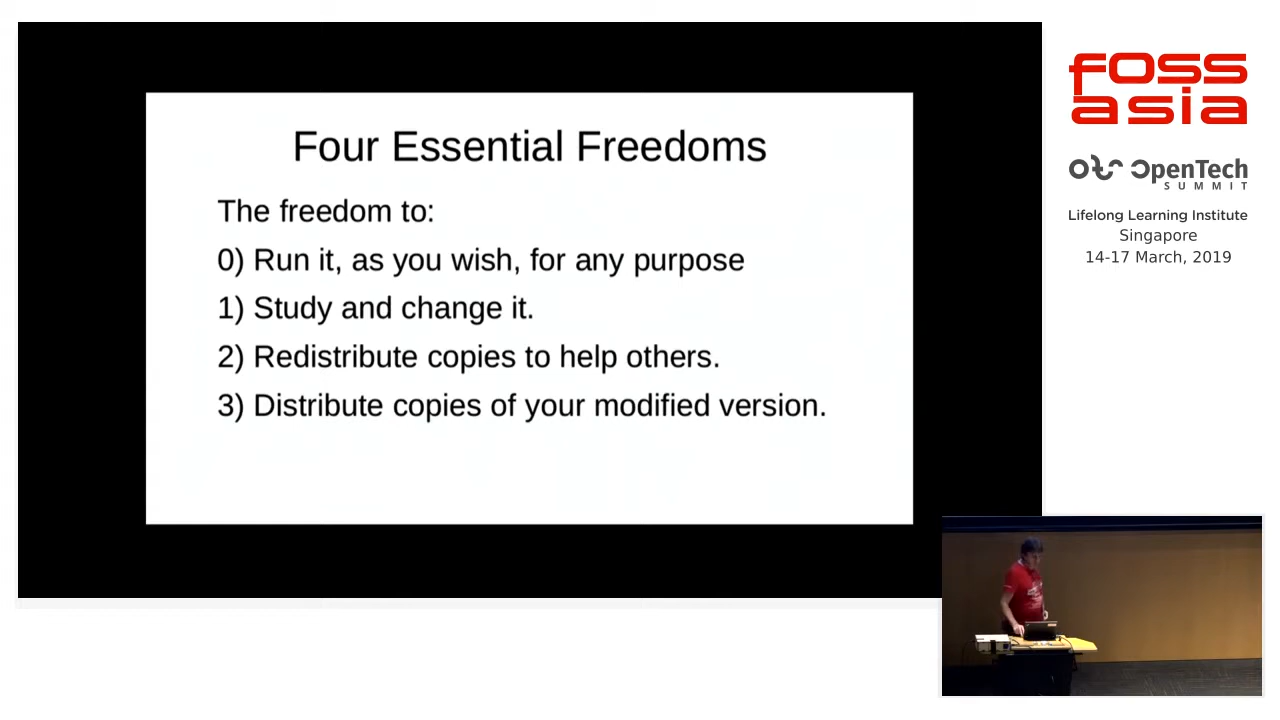 Four Essential Freedoms
The freedom to:
0) Run it, as you wish, for any purpose
1) Study and change it.
2) Redistribute copies to help others.
3) Distribute copies of your modified version.
foss
asia
OpenTech
SUMMIT
Lifelong Learning Institute
Singapore
14-17 March, 2019